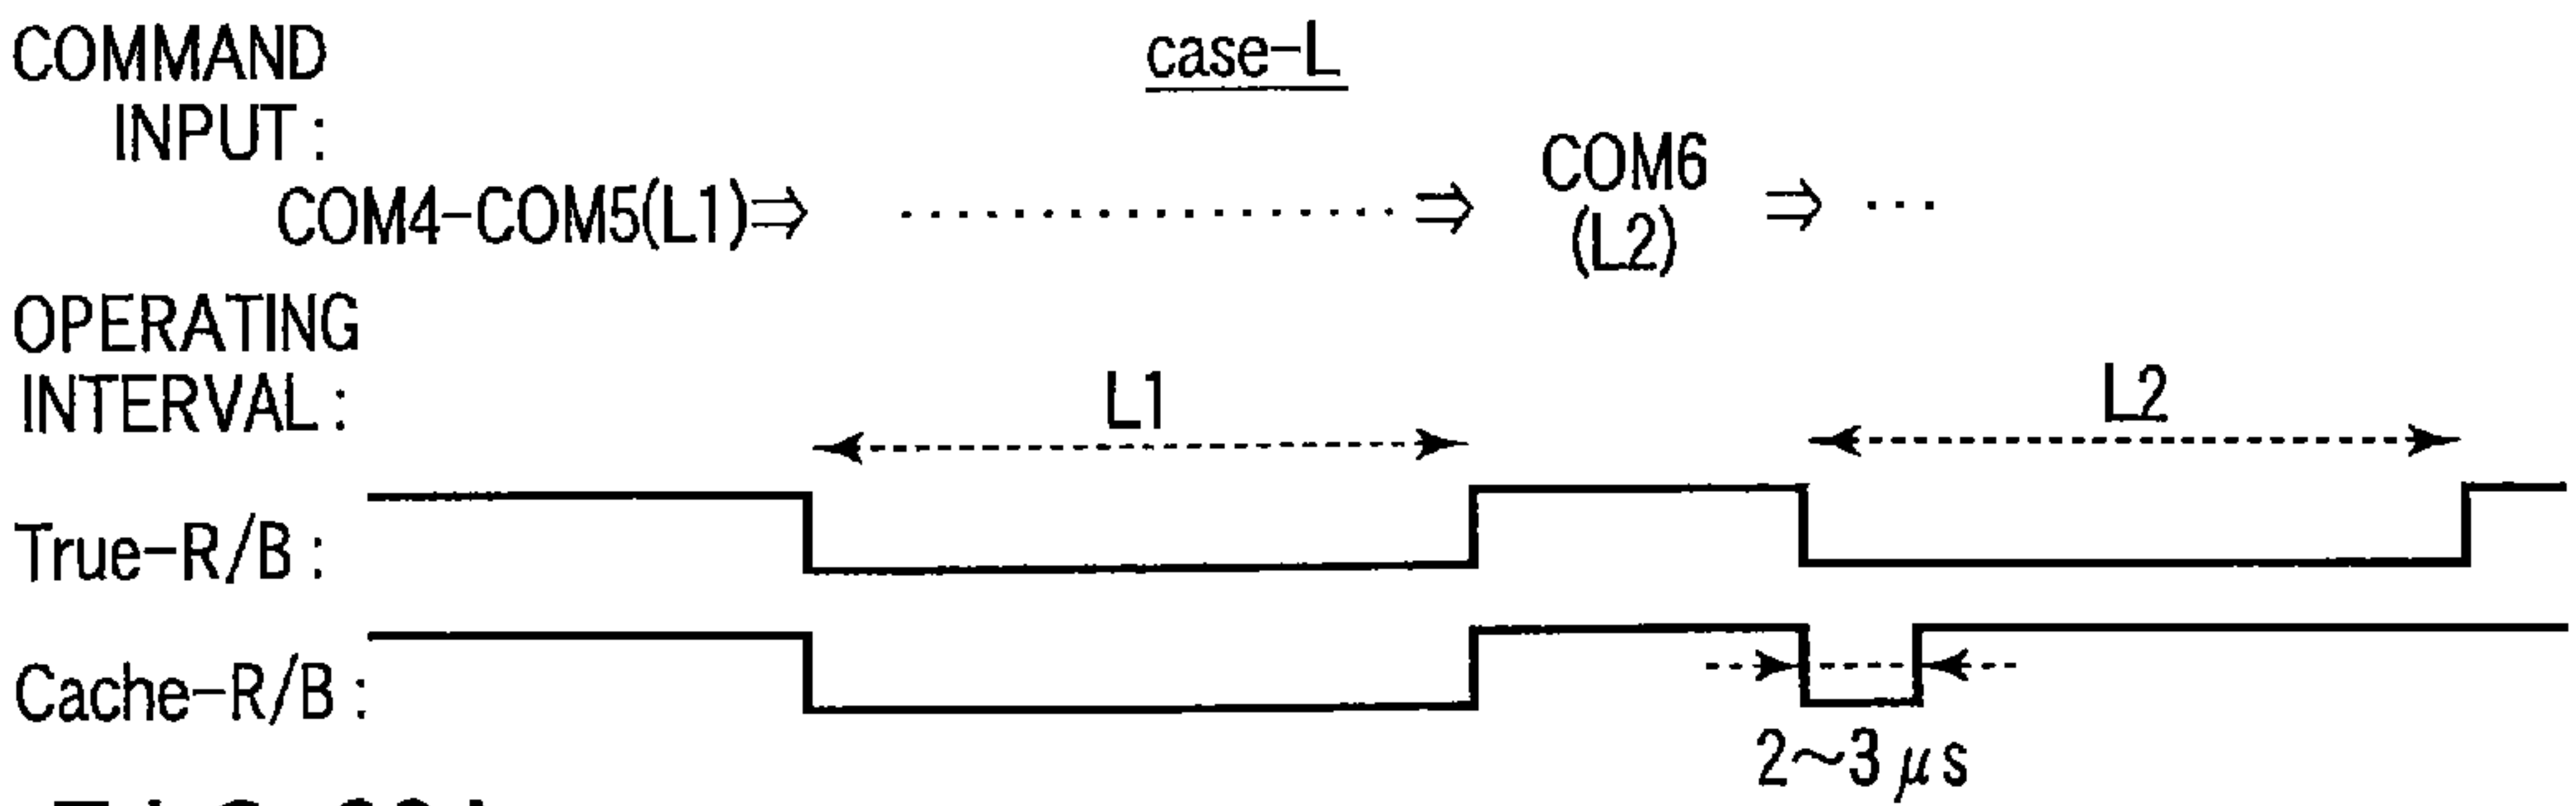 COMMAND INPUT :
case-L
COM4-COM5(L1)⇒ .................. ⇒ COM6 (L2) ⇒ ...
OPERATING INTERVAL :
L1
L2
True-R/B :
Cache-R/B :
2~3 μs